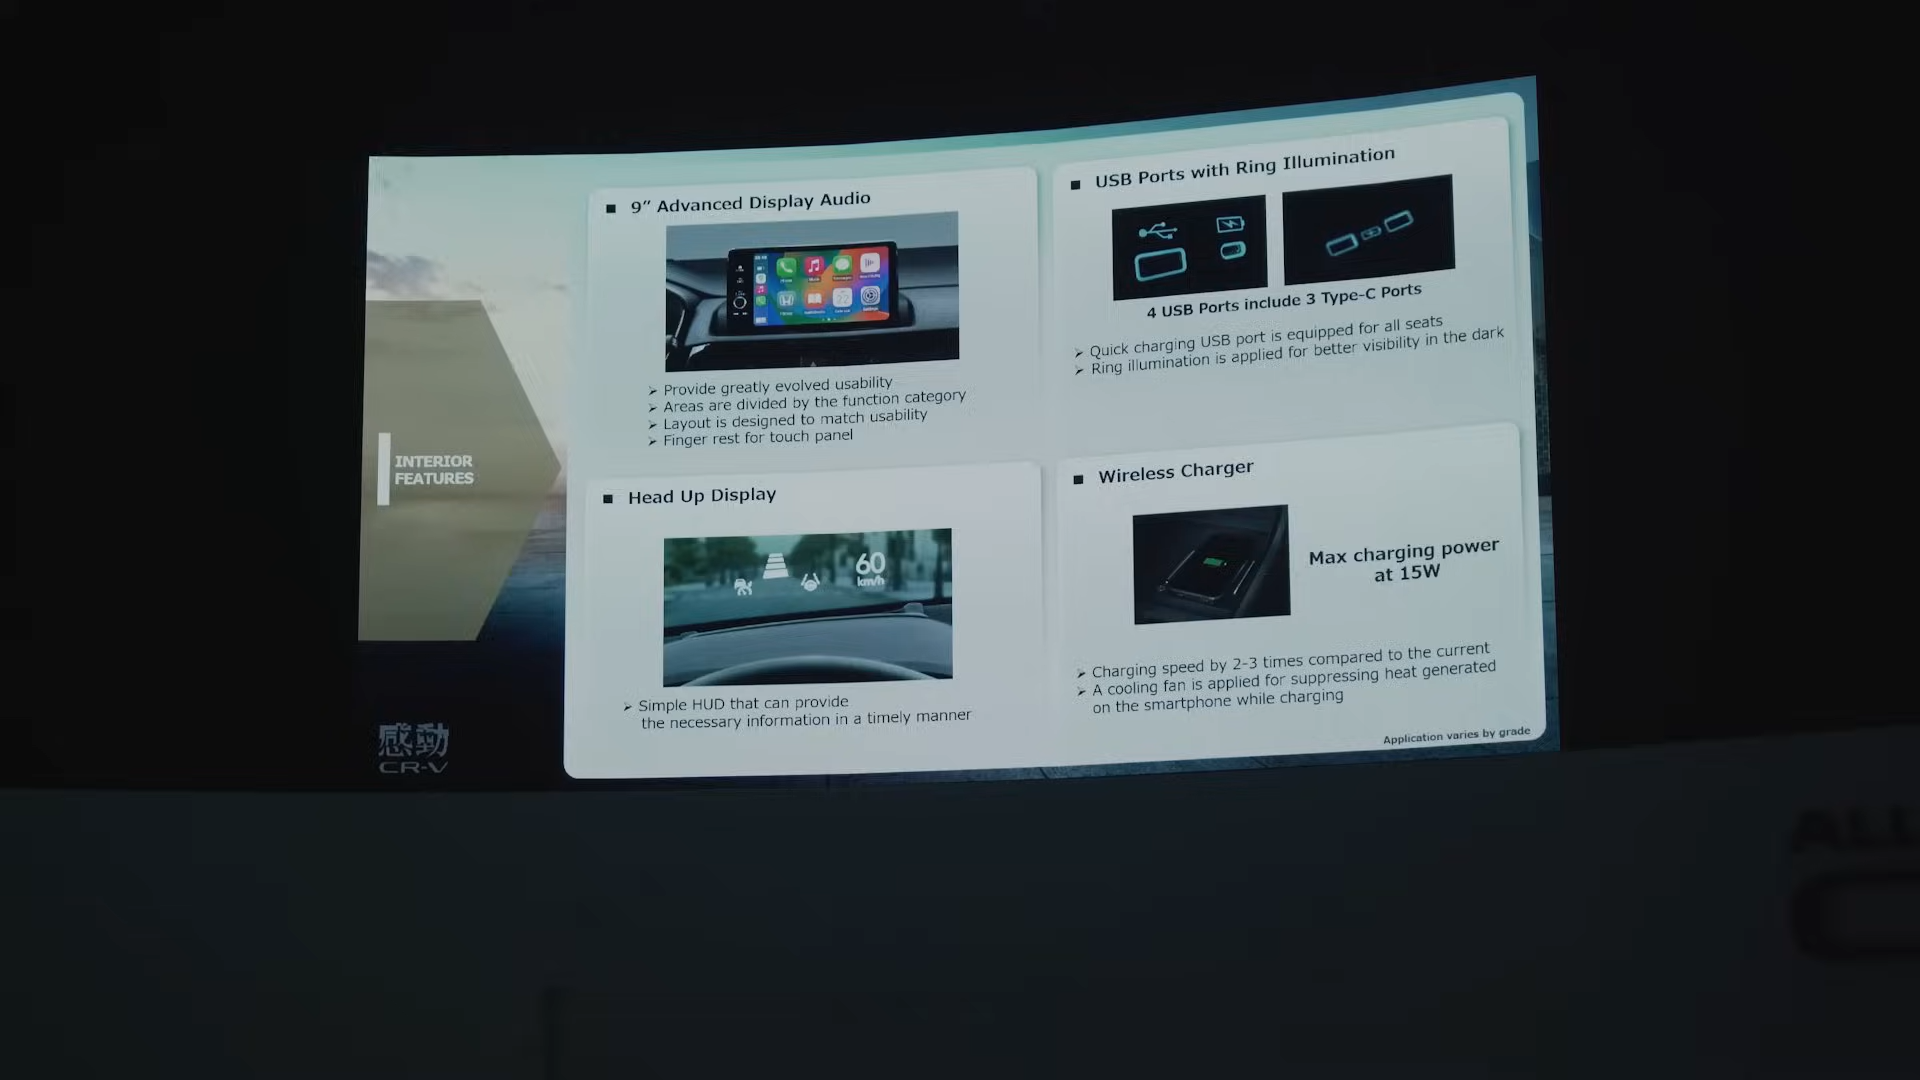 INTERIOR
FEATURES
■ 9” Advanced Display Audio
➢ Provide greatly evolved usability
➢ Areas are divided by the function category
➢ Layout is designed to match usability
➢ Finger rest for touch panel
■ USB Ports with Ring Illumination
4 USB Ports include 3 Type-C Ports
➢ Quick charging USB port is equipped for all seats
➢ Ring illumination is applied for better visibility in the dark
■ Head Up Display
60
km/h
➢ Simple HUD that can provide
the necessary information in a timely manner
■ Wireless Charger
Max charging power
at 15W
➢ Charging speed by 2-3 times compared to the current
➢ A cooling fan is applied for suppressing heat generated
on the smartphone while charging
Application varies by grade
感動
CR-V